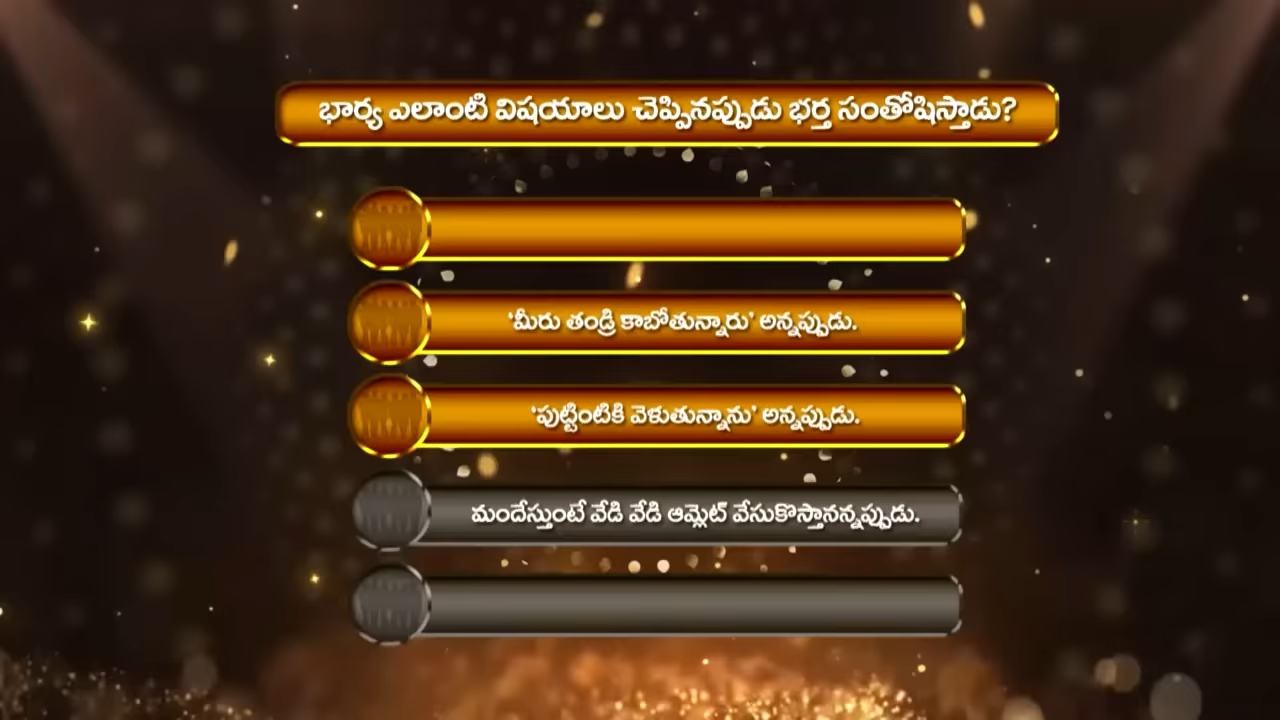 భార్య ఎలాంటి విషయాలు చెప్పినప్పుడు భర్త సంతోషిస్తాడు?
‘మీరు తండ్రి కాబోతున్నారు’ అన్నప్పుడు.
‘పుట్టింటికి వెళుతున్నాను’ అన్నప్పుడు.
మందేస్తుంటే వేడి వేడి ఆమ్లెట్ వేసుకొస్తానన్నప్పుడు.